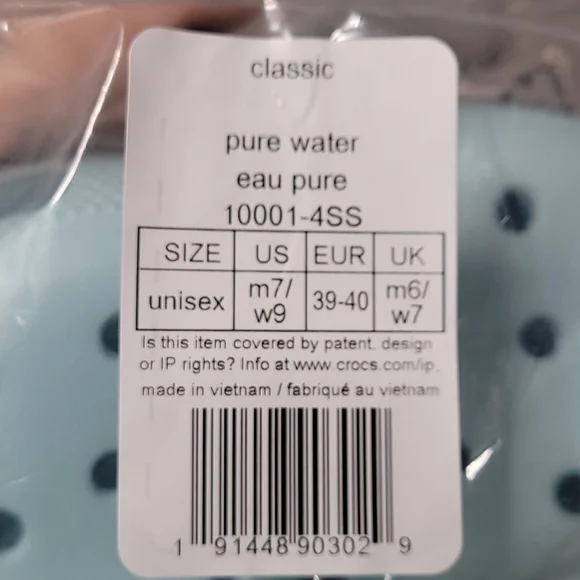 classic
pure water
eau pure
10001-4SS
SIZE US EUR UK
unisex m7/ w9 39-40 m6/ w7
Is this item covered by patent, design
or IP rights? Info at www.crocs.com/ip.
made in vietnam / fabriqué au vietnam
1 91448 90302 9